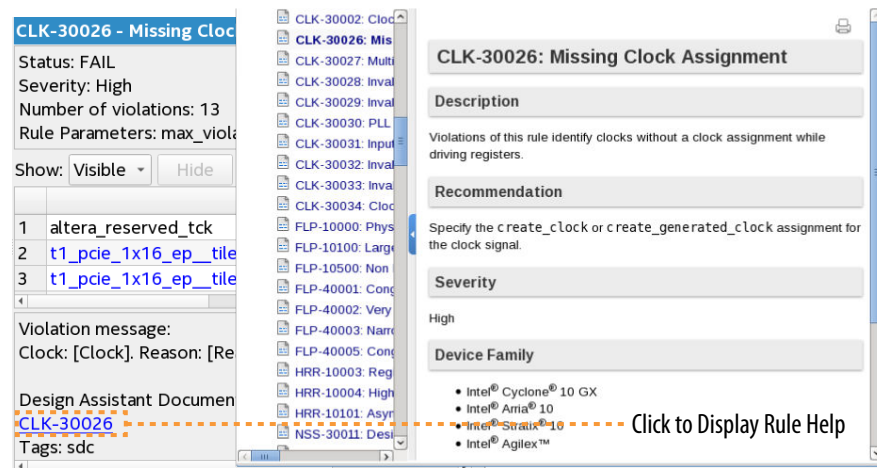 CLK-30026 - Missing Cloc
Status: FAIL
Severity: High
Number of violations: 13
Rule Parameters: max_viola
Show: Visible Hide
1 altera_reserved_tck
2 t1_pcie_1x16_ep__tile
3 t1_pcie_1x16_ep__tile
Violation message:
Clock: [Clock]. Reason: [Re
Design Assistant Documen
CLK-30026
Tags: sdc
CLK-30002: Cloc
CLK-30026: Mis
CLK-30027: Multi
CLK-30028: Inval
CLK-30029: Inval
CLK-30030: PLL
CLK-30031: Input
CLK-30032: Inval
CLK-30033: Inva
CLK-30034: Cloc
FLP-10000: Phys
FLP-10100: Large
FLP-10500: Non
FLP-40001: Cong
FLP-40002: Very
FLP-40003: Narro
FLP-40005: Cong
HRR-10003: Reg
HRR-10004: High
HRR-10101: Asyn
NSS-30011: Desi
CLK-30026: Missing Clock Assignment
Description
Violations of this rule identify clocks without a clock assignment while
driving registers.
Recommendation
Specify the create_clock or create_generated_clock assignment for
the clock signal.
Severity
High
Device Family
• Intel® Cyclone® 10 GX
• Intel® Arria® 10
• Intel® Stratix® 10
• Intel® Agilex™
Click to Display Rule Help